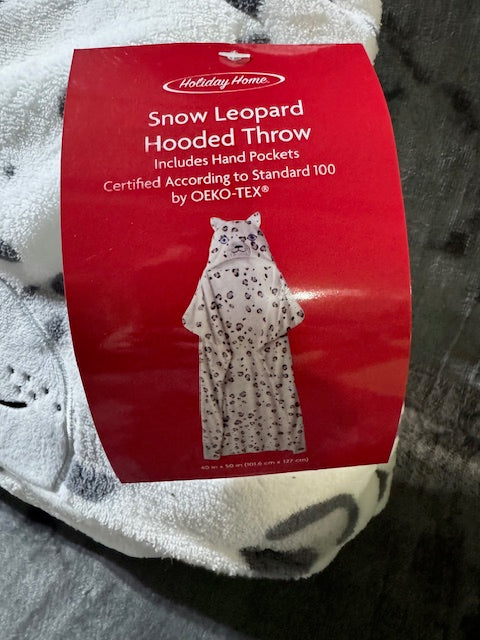 Holiday Home
Snow Leopard
Hooded Throw
Includes Hand Pockets
Certified According to Standard 100
by OEKO-TEX®
40 in x 50 in (101.6 cm x 127 cm)